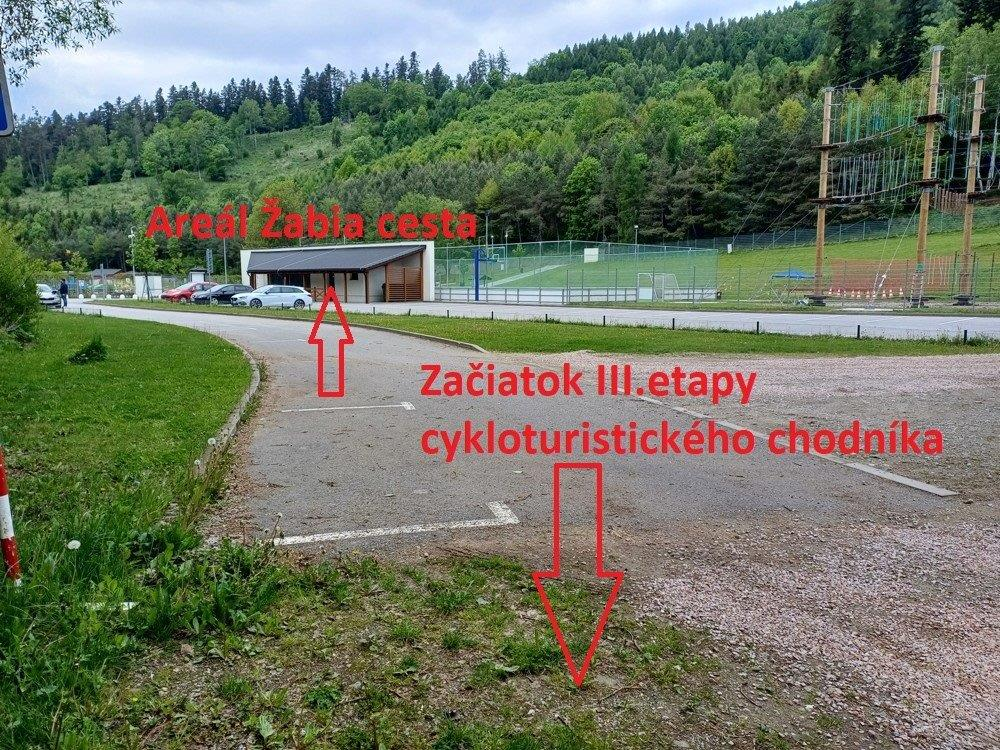 Areál Žabia cesta
Začiatok III.etapy
cykloturistického chodníka